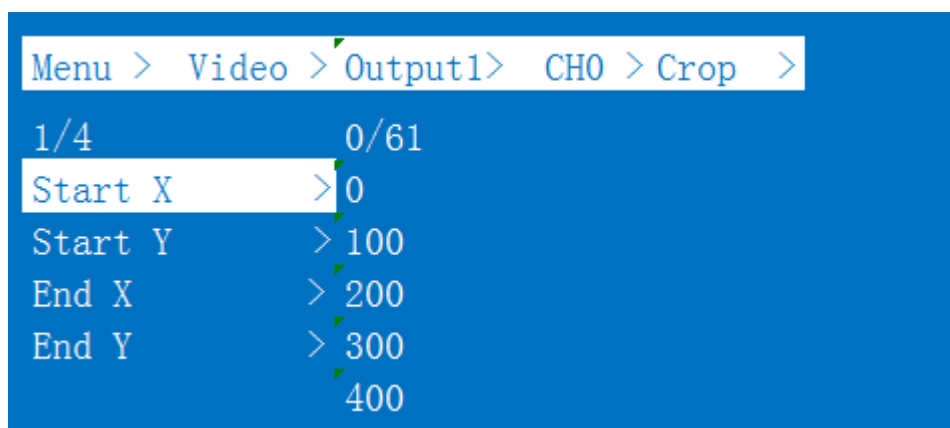 Menu > Video > Output1> CH0 > Crop >
1/4 0/61
Start X > 0
Start Y > 100
End X > 200
End Y > 300
400